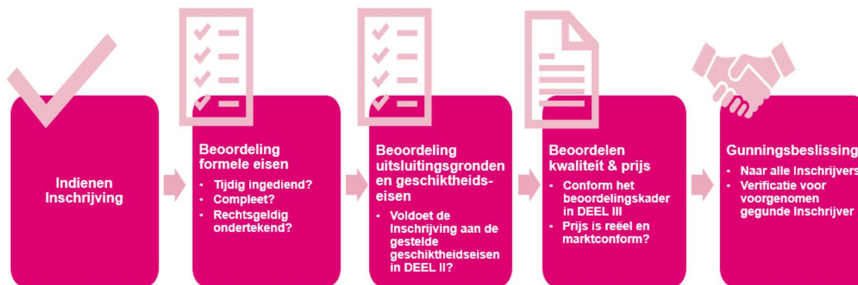 Indienen
Inschrijving
Beoordeling
formele eisen
• Tijdig ingediend?
• Compleet?
• Rechtsgeldig
ondertekend?
Beoordeling
uitsluitingsgronden
en geschiktheids-
eisen
• Voldoet de
Inschrijving aan de
gestelde
geschiktheidseisen
in DEEL II?
Beoordelen
kwaliteit & prijs
• Conform het
beoordelingskader
in DEEL III
• Prijs is reëel en
marktconform?
Gunningsbeslissing
• Naar alle Inschrijvers
• Verificatie voor
voorgenomen
gegunde Inschrijver